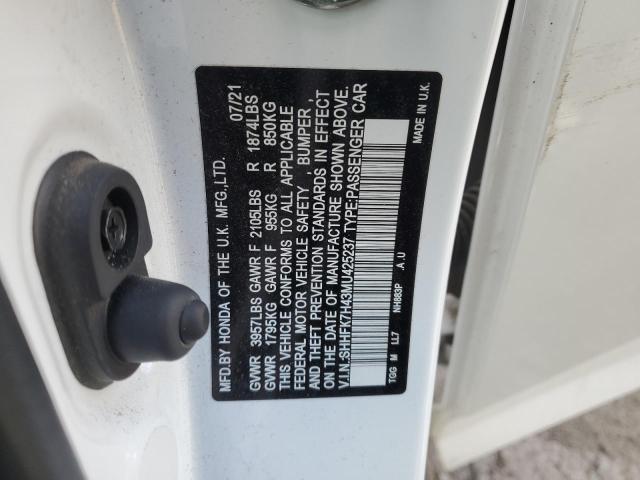 MFD.BY HONDA OF THE U.K. MFG.,LTD. 07/21
GVWR 3957LBS GAWR F 2105LBS R 1874LBS
GVWR 1795KG GAWR F 955KG R 850KG
THIS VEHICLE CONFORMS TO ALL APPLICABLE
FEDERAL MOTOR VEHICLE SAFETY , BUMPER,
THEFT PREVENTION STANDARDS IN EFFECT
ON THE DATE OF MANUFACTURE SHOWN ABOVE.
V.I.N.:SHHFK7H43MU425237 TYPE:PASSENGER CAR
TGG M LL7 NH883P .A.U MADE IN U.K.